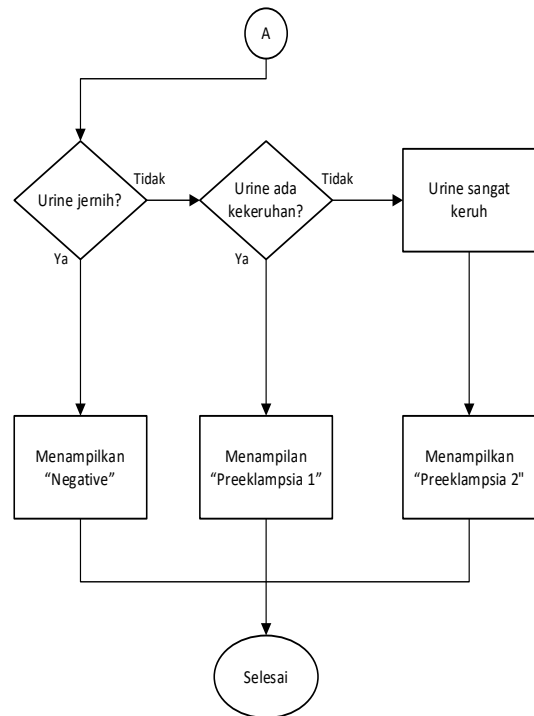 A
Urine jernih?
Tidak
Ya
Urine ada
kekeruhan?
Tidak
Ya
Urine sangat
keruh
Menampilkan
“Negative”
Menampilan
“Preeklampsia 1”
Menampilkan
“Preeklampsia 2"
Selesai